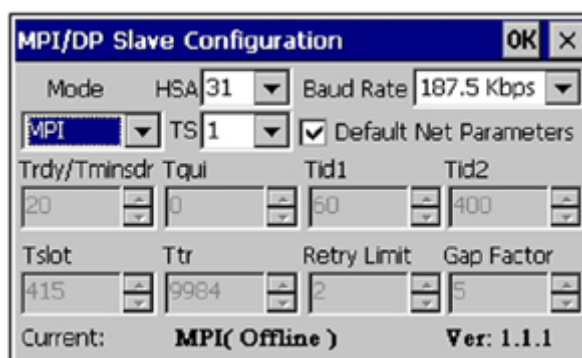 MPI/DP Slave Configuration OK ×
Mode HSA 31 Baud Rate 187.5 Kbps
MPI TS 1 Default Net Parameters
Trdy/Tminsdr Tqui Tid1 Tid2
20 0 60 400
Tslot Ttr Retry Limit Gap Factor
415 9984 2 5
Current: MPI( Offline ) Ver: 1.1.1